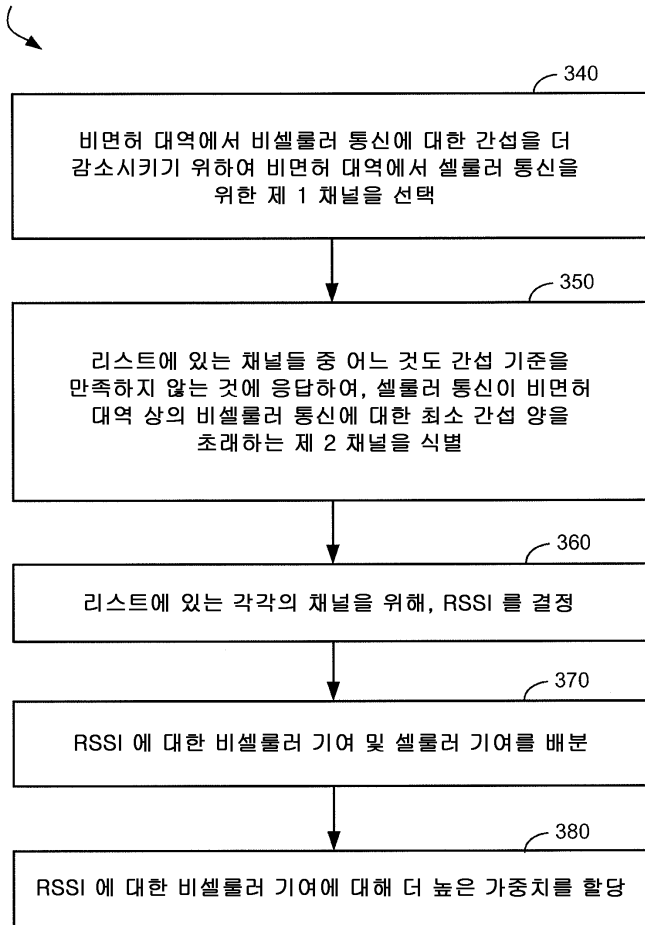 340
비면허 대역에서 비셀룰러 통신에 대한 간섭을 더
감소시키기 위하여 비면허 대역에서 셀룰러 통신을
위한 제 1 채널을 선택
350
리스트에 있는 채널들 중 어느 것도 간섭 기준을
만족하지 않는 것에 응답하여, 셀룰러 통신이 비면허
대역 상의 비셀룰러 통신에 대한 최소 간섭 양을
초래하는 제 2 채널을 식별
360
리스트에 있는 각각의 채널을 위해, RSSI 를 결정
370
RSSI 에 대한 비셀룰러 기여 및 셀룰러 기여를 배분
380
RSSI 에 대한 비셀룰러 기여에 대해 더 높은 가중치를 할당